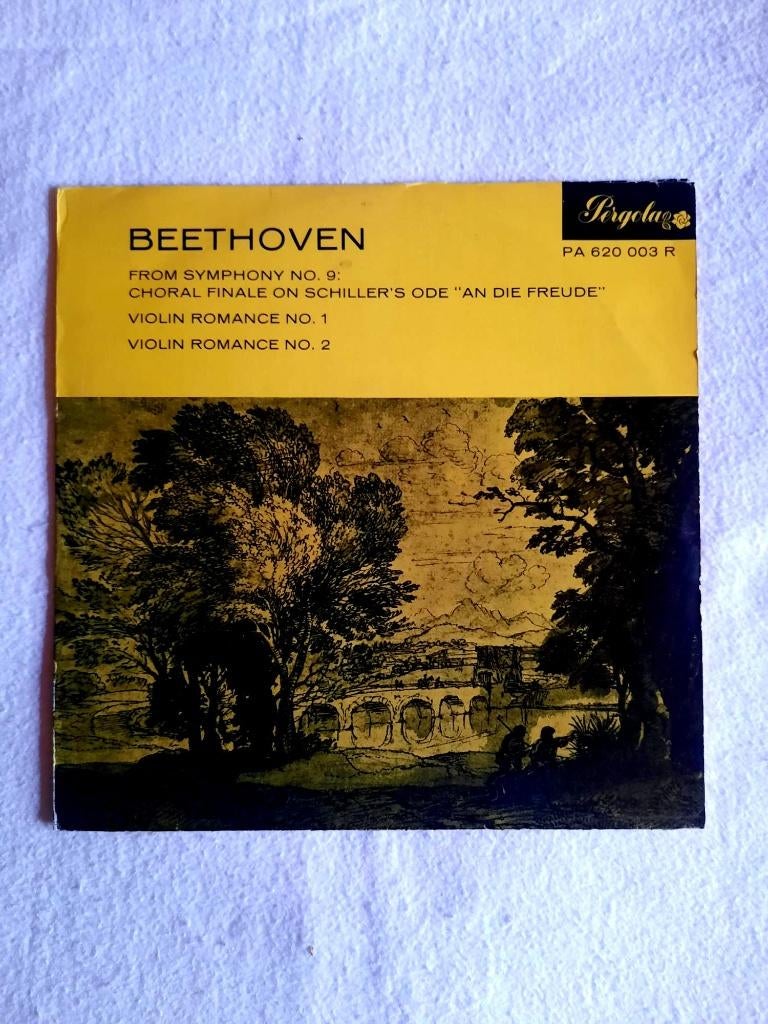 BEETHOVEN
FROM SYMPHONY NO. 9:
CHORAL FINALE ON SCHILLER'S ODE "AN DIE FREUDE"
VIOLIN ROMANCE NO. 1
VIOLIN ROMANCE NO. 2
Pergola
PA 620 003 R